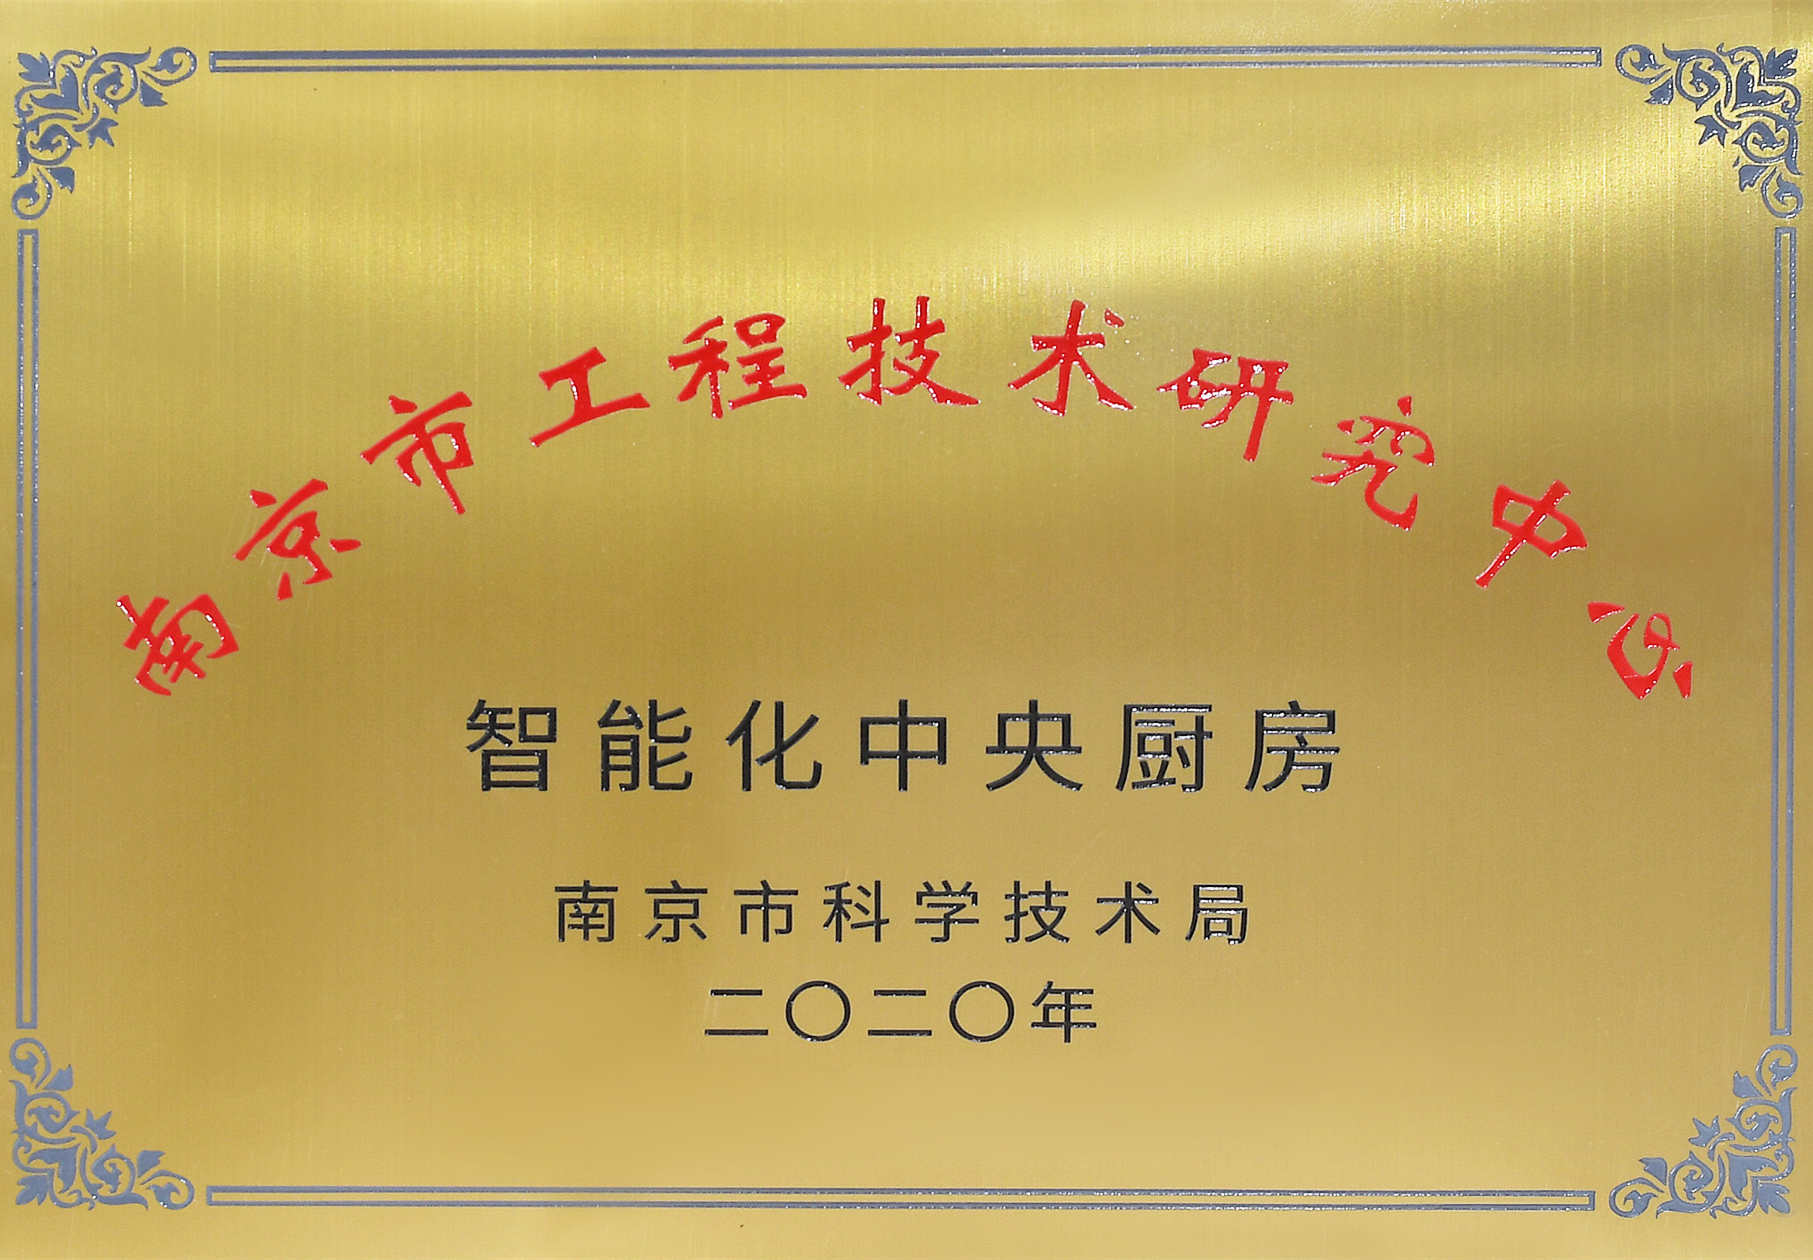 南京市工程技术研究中心
智能化中央厨房
南京市科学技术局
二〇二〇年